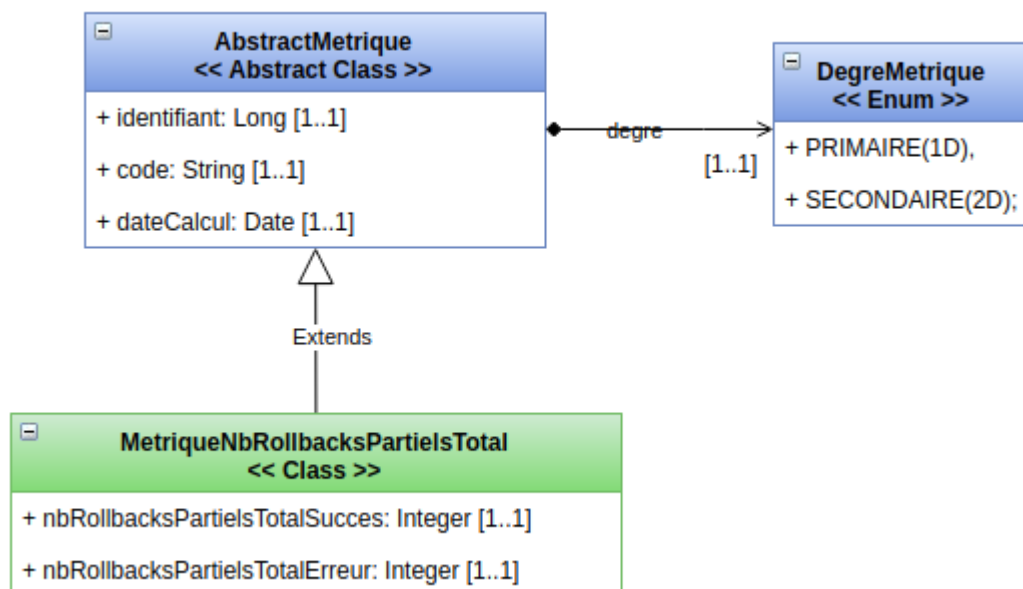 AbstractMetrique
<< Abstract Class >>
+ identifiant: Long [1..1]
+ code: String [1..1]
+ dateCalcul: Date [1..1]
degre
[1..1]
DegreMetrique
<< Enum >>
+ PRIMAIRE(1D),
+ SECONDAIRE(2D);
Extends
MetriqueNbRollbacksPartielsTotal
<< Class >>
+ nbRollbacksPartielsTotalSucces: Integer [1..1]
+ nbRollbacksPartielsTotalErreur: Integer [1..1]